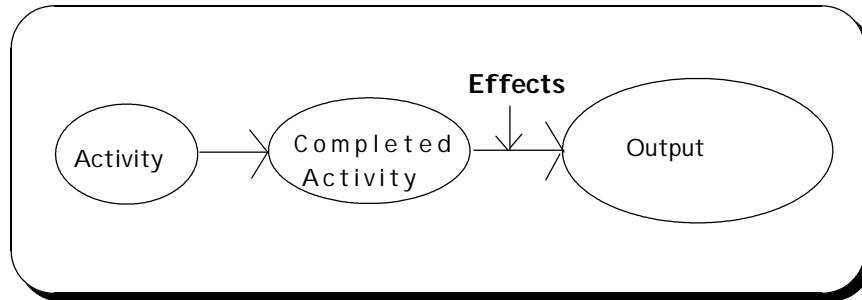 Effects
Activity
Completed
Activity
Output